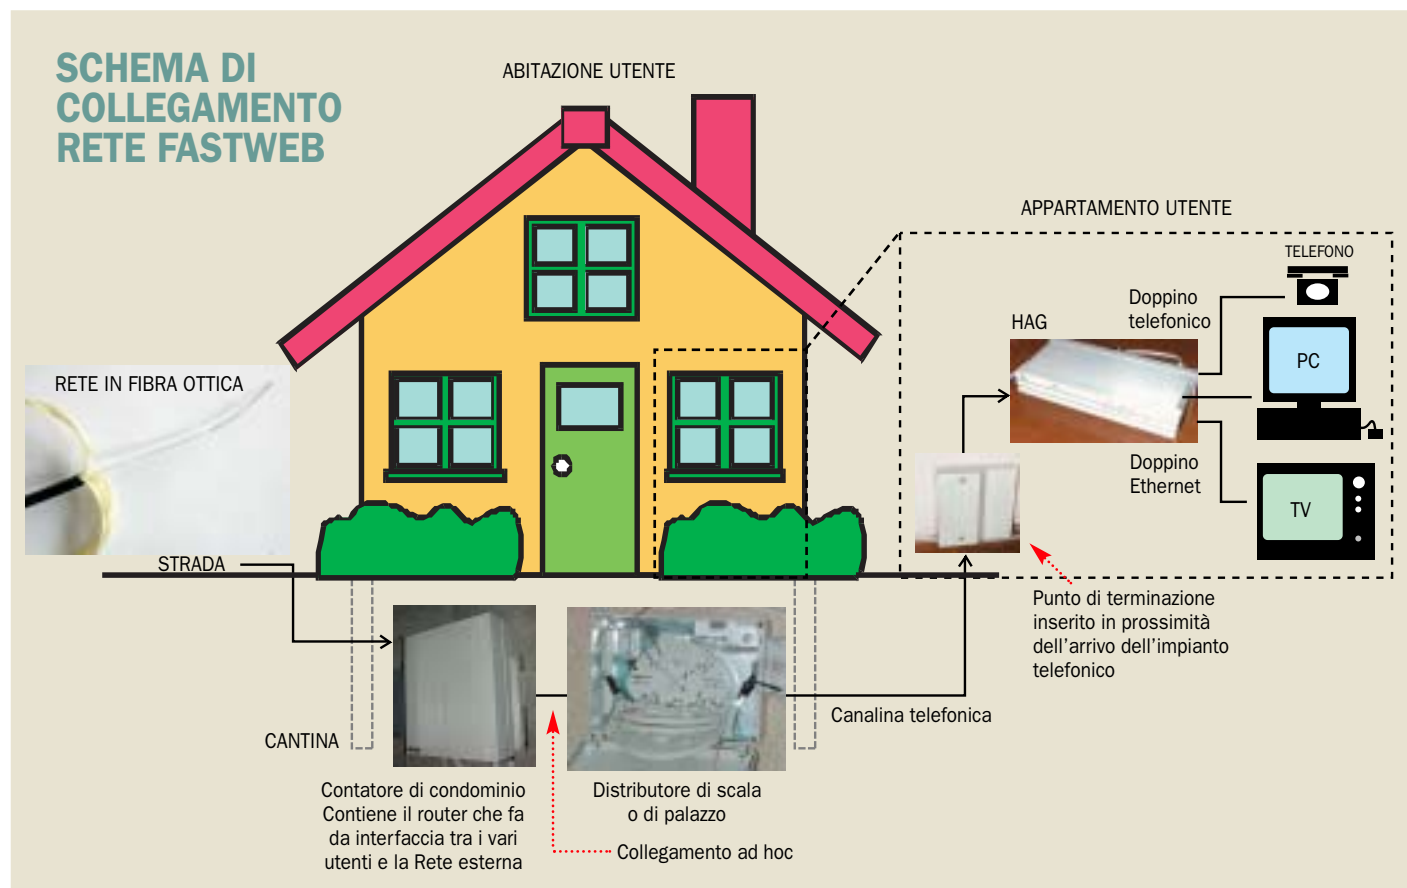 SCHEMA DI
COLLEGAMENTO
RETE FASTWEB
ABITAZIONE UTENTE
APPARTAMENTO UTENTE
TELEFONO
Doppino
telefonico
HAG
PC
RETE IN FIBRA OTTICA
Doppino
Ethernet
TV
STRADA
Punto di terminazione
inserito in prossimità
dell'arrivo dell'impianto
telefonico
Canalina telefonica
CANTINA
Contatore di condominio
Contiene il router che fa
da interfaccia tra i vari
utenti e la Rete esterna
Distributore di scala
o di palazzo
Collegamento ad hoc